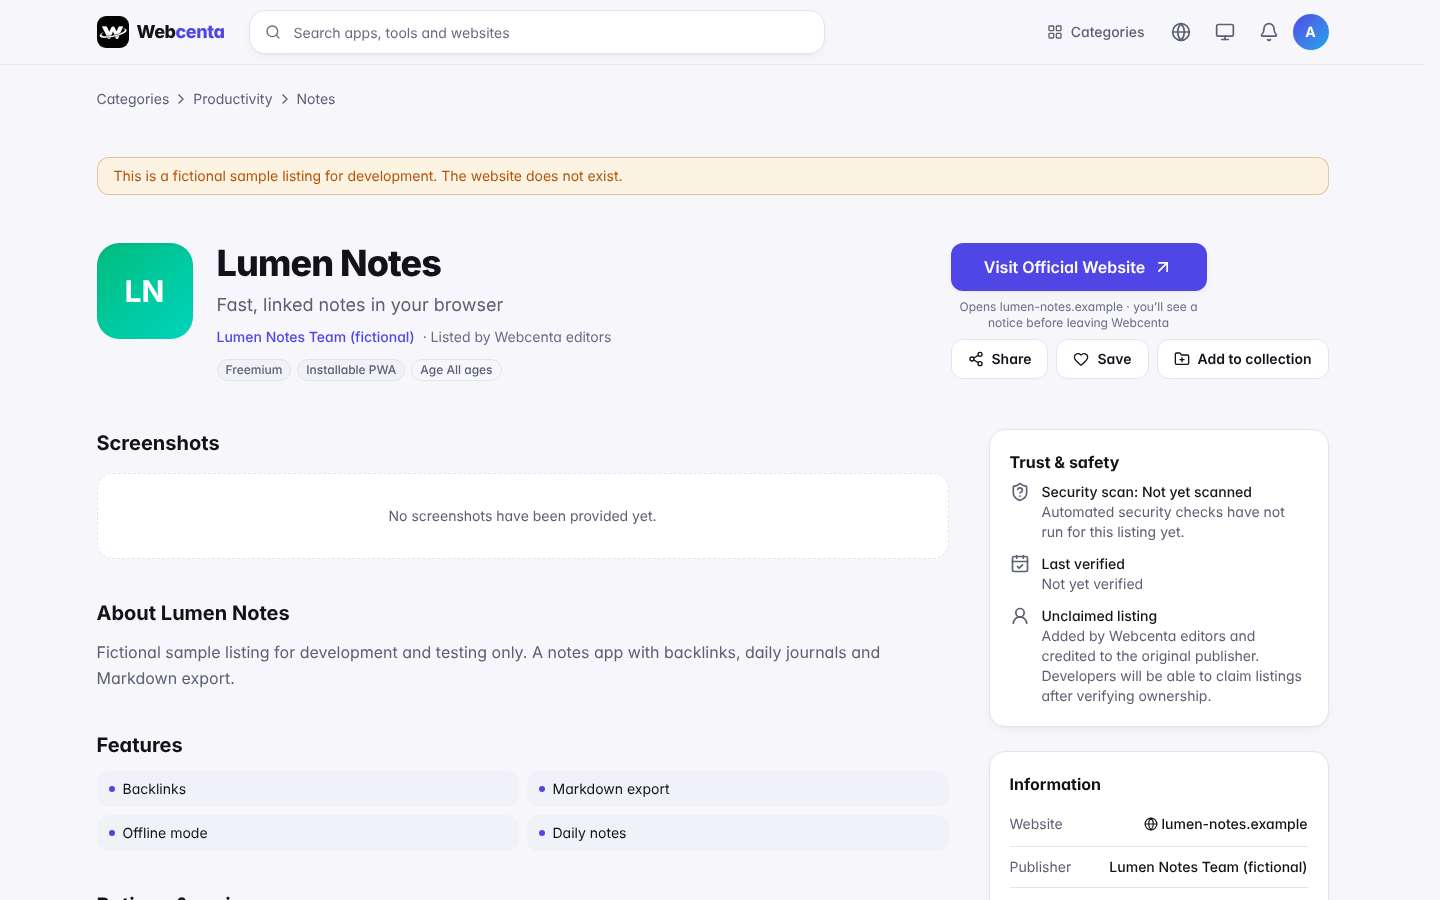 Webcenta
Search apps, tools and websites
Categories
A
Categories > Productivity > Notes
This is a fictional sample listing for development. The website does not exist.
LN
Lumen Notes
Fast, linked notes in your browser
Lumen Notes Team (fictional) · Listed by Webcenta editors
Freemium
Installable PWA
Age All ages
Visit Official Website
Opens lumen-notes.example · you'll see a
notice before leaving Webcenta
Share
Save
Add to collection
Screenshots
No screenshots have been provided yet.
About Lumen Notes
Fictional sample listing for development and testing only. A notes app with backlinks, daily journals and
Markdown export.
Features
Backlinks
Markdown export
Offline mode
Daily notes
Trust & safety
Security scan: Not yet scanned
Automated security checks have not
run for this listing yet.
Last verified
Not yet verified
Unclaimed listing
Added by Webcenta editors and
credited to the original publisher.
Developers will be able to claim listings
after verifying ownership.
Information
Website
lumen-notes.example
Publisher
Lumen Notes Team (fictional)